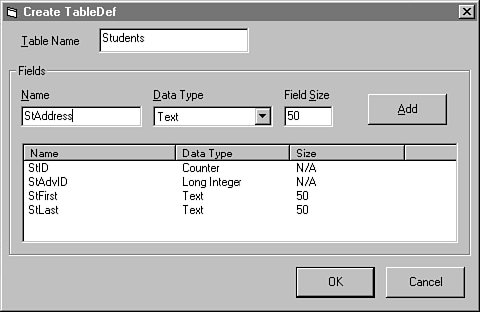 Create TableDef
Table Name Students
Fields
Name Data Type Field Size
StAddress Text 50 Add
Name Data Type Size
StID Counter N/A
StAdvID Long Integer N/A
StFirst Text 50
StLast Text 50
OK Cancel